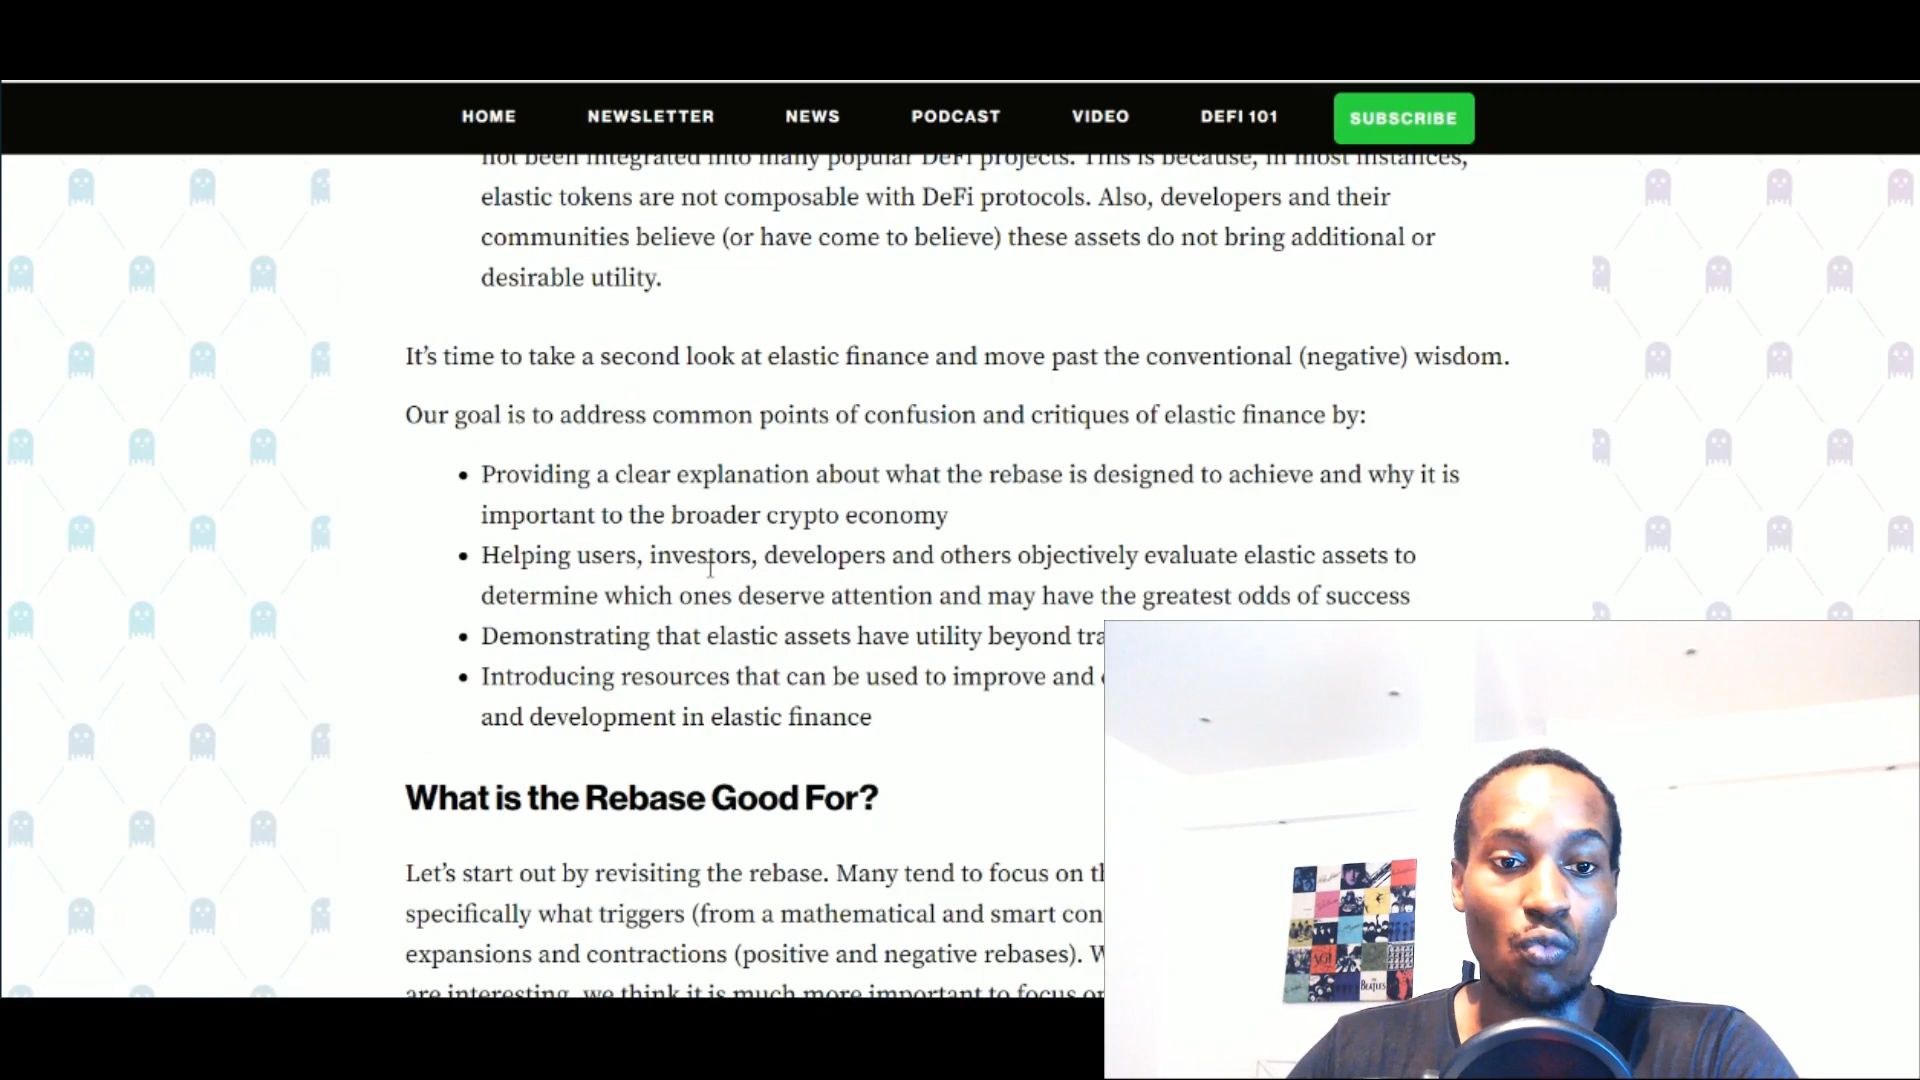 HOME NEWSLETTER NEWS PODCAST VIDEO DEFI 101 SUBSCRIBE
not been integrated into many popular DeFi projects. This is because, in most instances,
elastic tokens are not composable with DeFi protocols. Also, developers and their
communities believe (or have come to believe) these assets do not bring additional or
desirable utility.
It’s time to take a second look at elastic finance and move past the conventional (negative) wisdom.
Our goal is to address common points of confusion and critiques of elastic finance by:
• Providing a clear explanation about what the rebase is designed to achieve and why it is
important to the broader crypto economy
• Helping users, investors, developers and others objectively evaluate elastic assets to
determine which ones deserve attention and may have the greatest odds of success
• Demonstrating that elastic assets have utility beyond tra
• Introducing resources that can be used to improve and
and development in elastic finance
What is the Rebase Good For?
Let’s start out by revisiting the rebase. Many tend to focus on
specifically what triggers (from a mathematical and smart con
expansions and contractions (positive and negative rebases).
are interesting, we think it is much more important to focus
BEATLES